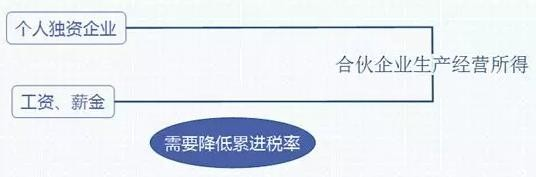 个人独资企业
合伙企业生产经营所得
工资、薪金
需要降低累进税率